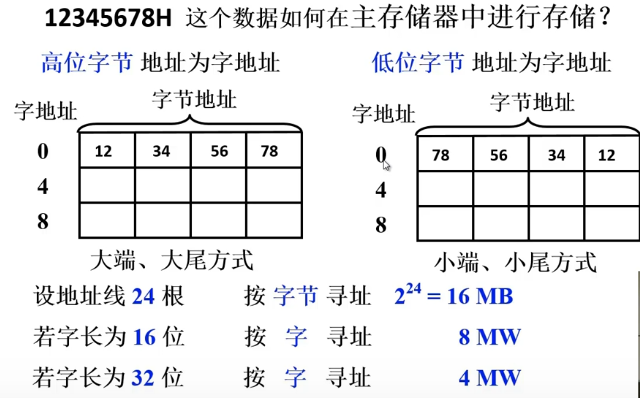 12345678H 这个数据如何在主存储器中进行存储？
高位字节 地址为字地址 低位字节 地址为字地址
字地址 字节地址 字地址 字节地址
0 12 34 56 78 0 78 56 34 12
4 4
8 8
大端、大尾方式 小端、小尾方式
设地址线 24 根 按 字节 寻址 2²⁴ = 16 MB
若字长为 16 位 按 字 寻址 8 MW
若字长为 32 位 按 字 寻址 4 MW